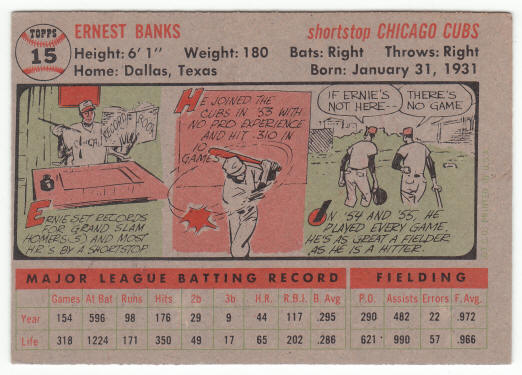 TOPPS
15
ERNEST BANKS
shortstop CHICAGO CUBS
Height: 6' 1" Weight: 180 Bats: Right Throws: Right
Home: Dallas, Texas Born: January 31, 1931
RECORD BOOK
ERNIE SET RECORDS
FOR GRAND SLAM
HOMERS (5) AND MOST
H.R.'S BY A SHORTSTOP.
HE JOINED THE
CUBS IN '53 WITH
NO PRO EXPERIENCE
AND HIT .310 IN
10
GAMES
IF ERNIE'S
NOT HERE--
THERE'S
NO GAME
IN '54 AND '55, HE
PLAYED EVERY GAME.
HE'S AS GREAT A FIELDER
AS HE IS A HITTER.
MAJOR LEAGUE BATTING RECORD FIELDING
Games At Bat Runs Hits 2b 3b H.R. R.B.I. B. Avg P.O. Assists Errors F. Avg.
Year 154 596 98 176 29 9 44 117 .295 290 482 22 .972
Life 318 1224 171 350 49 17 65 202 .286 621 990 57 .966